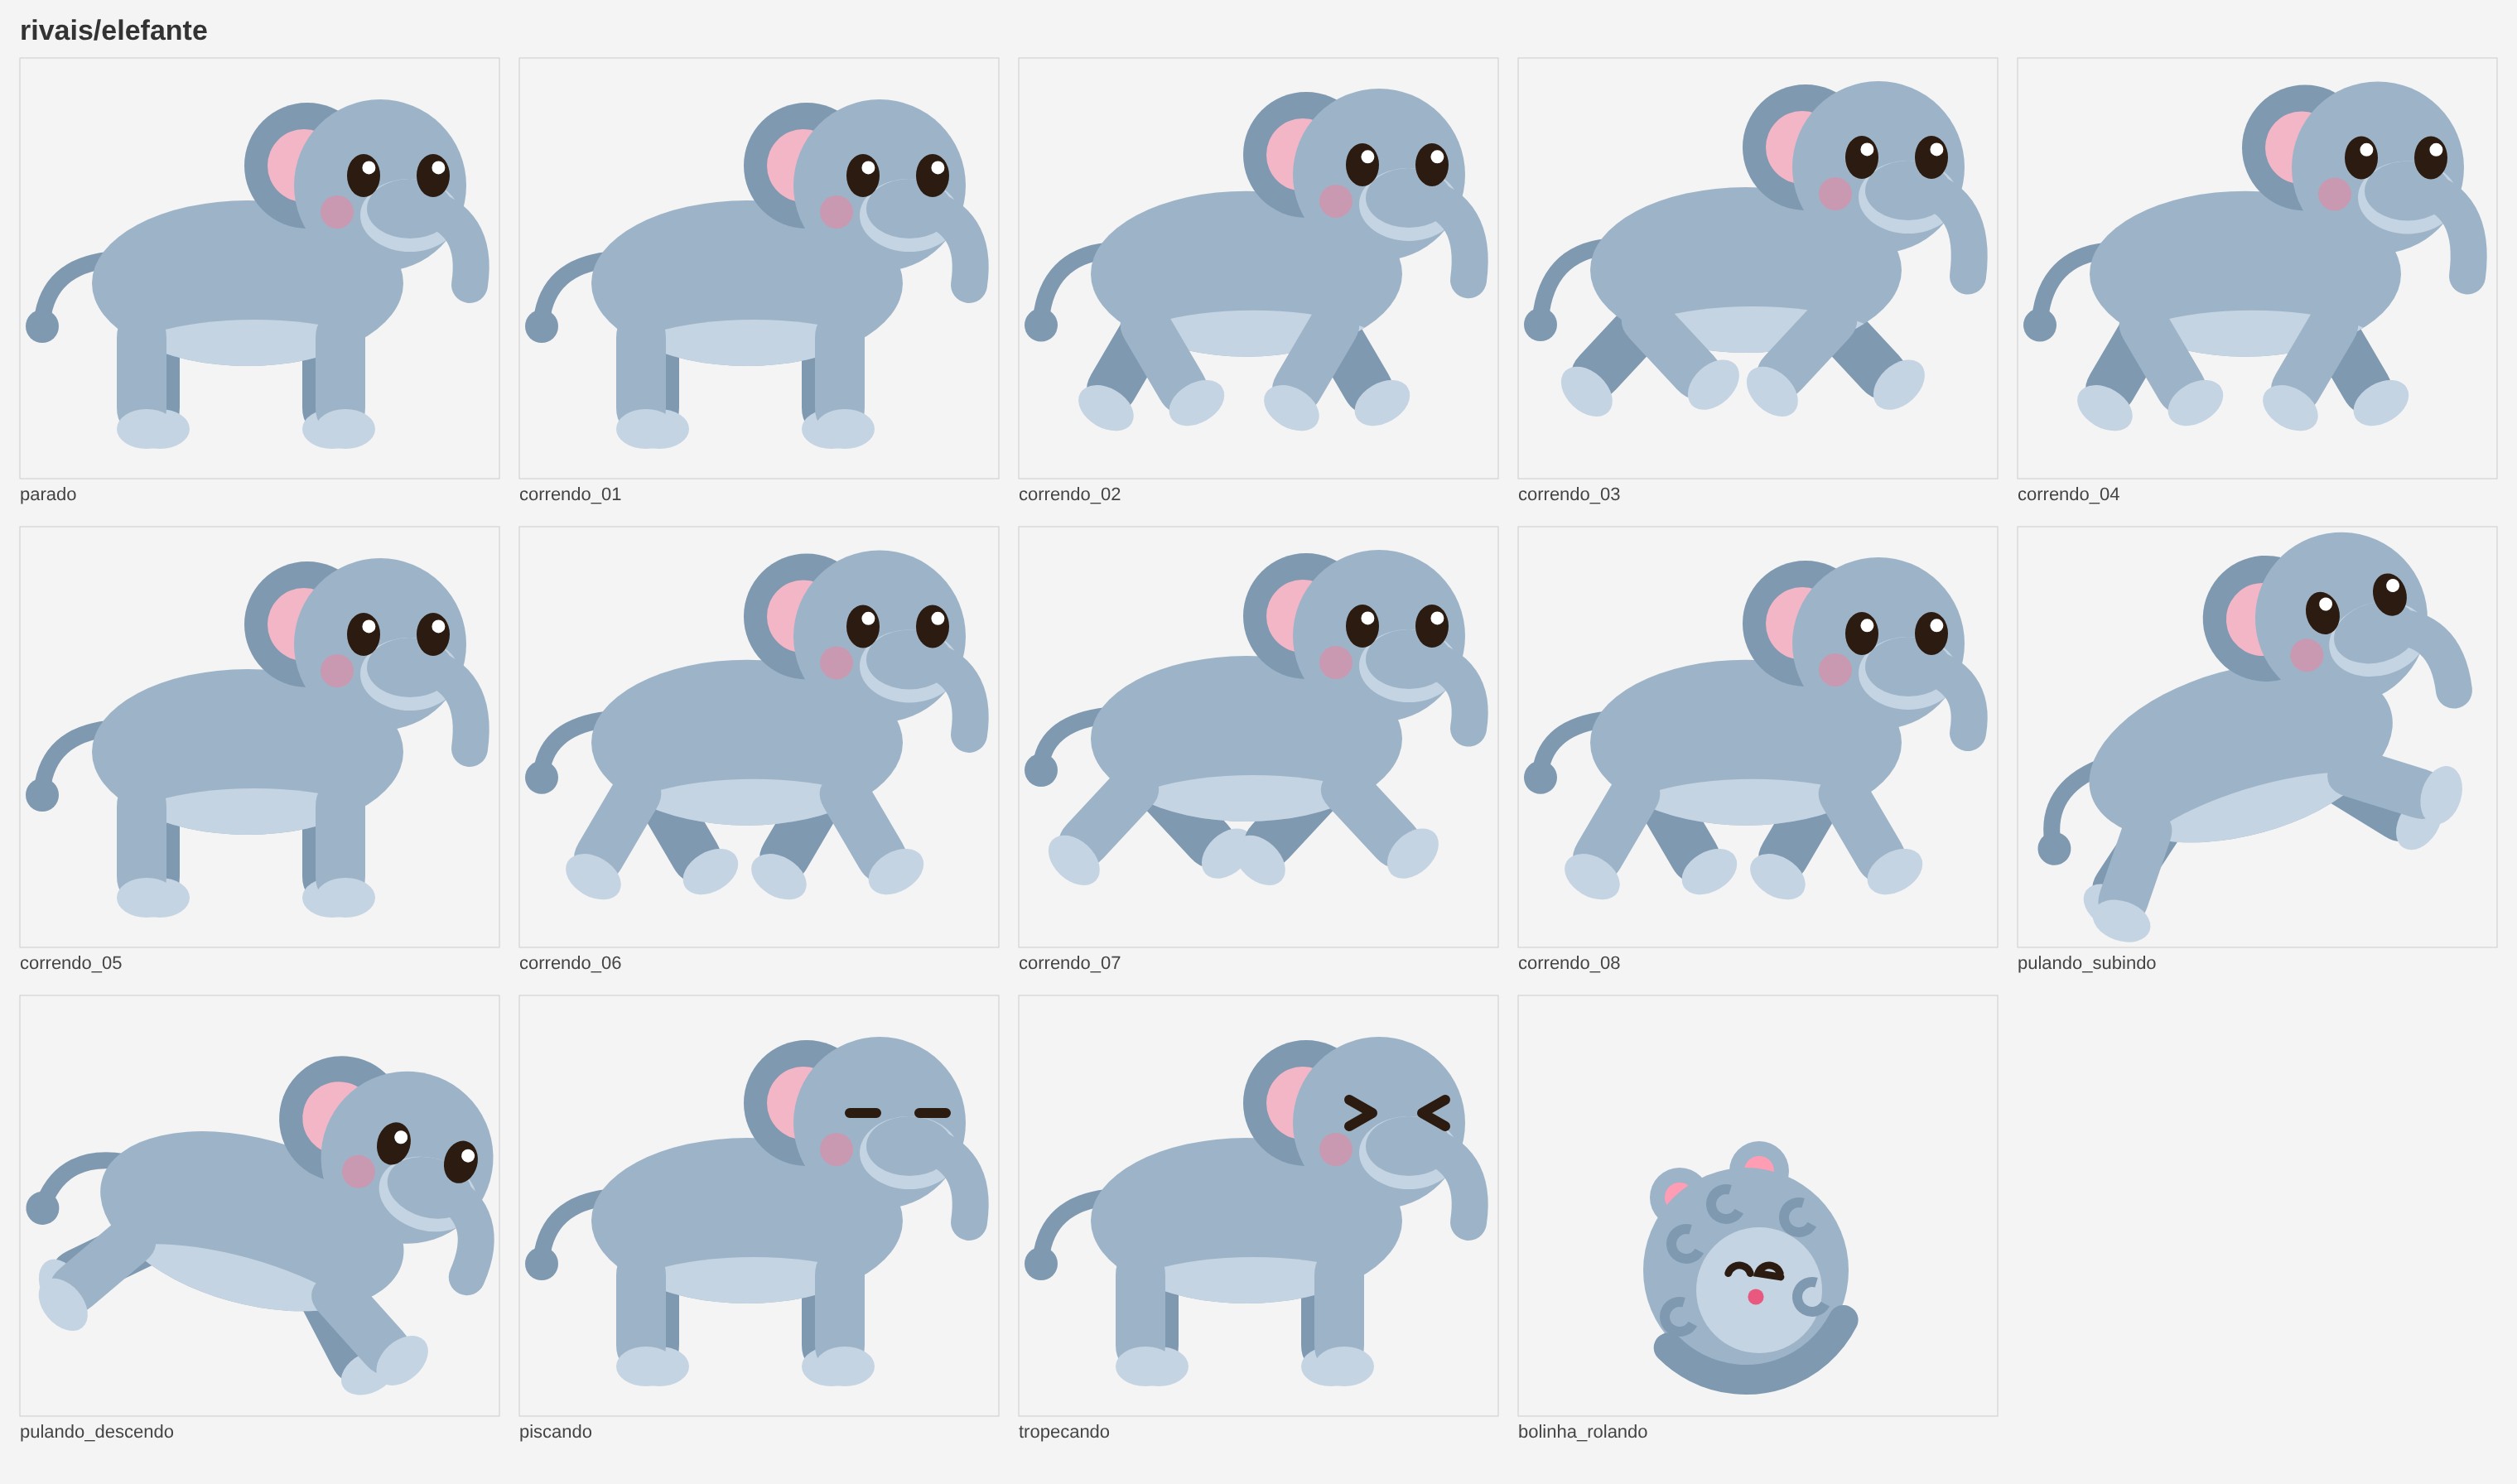 rivais/elefante
parado
correndo_01
correndo_02
correndo_03
correndo_04
correndo_05
correndo_06
correndo_07
correndo_08
pulando_subindo
pulando_descendo
piscando
tropecando
bolinha_rolando